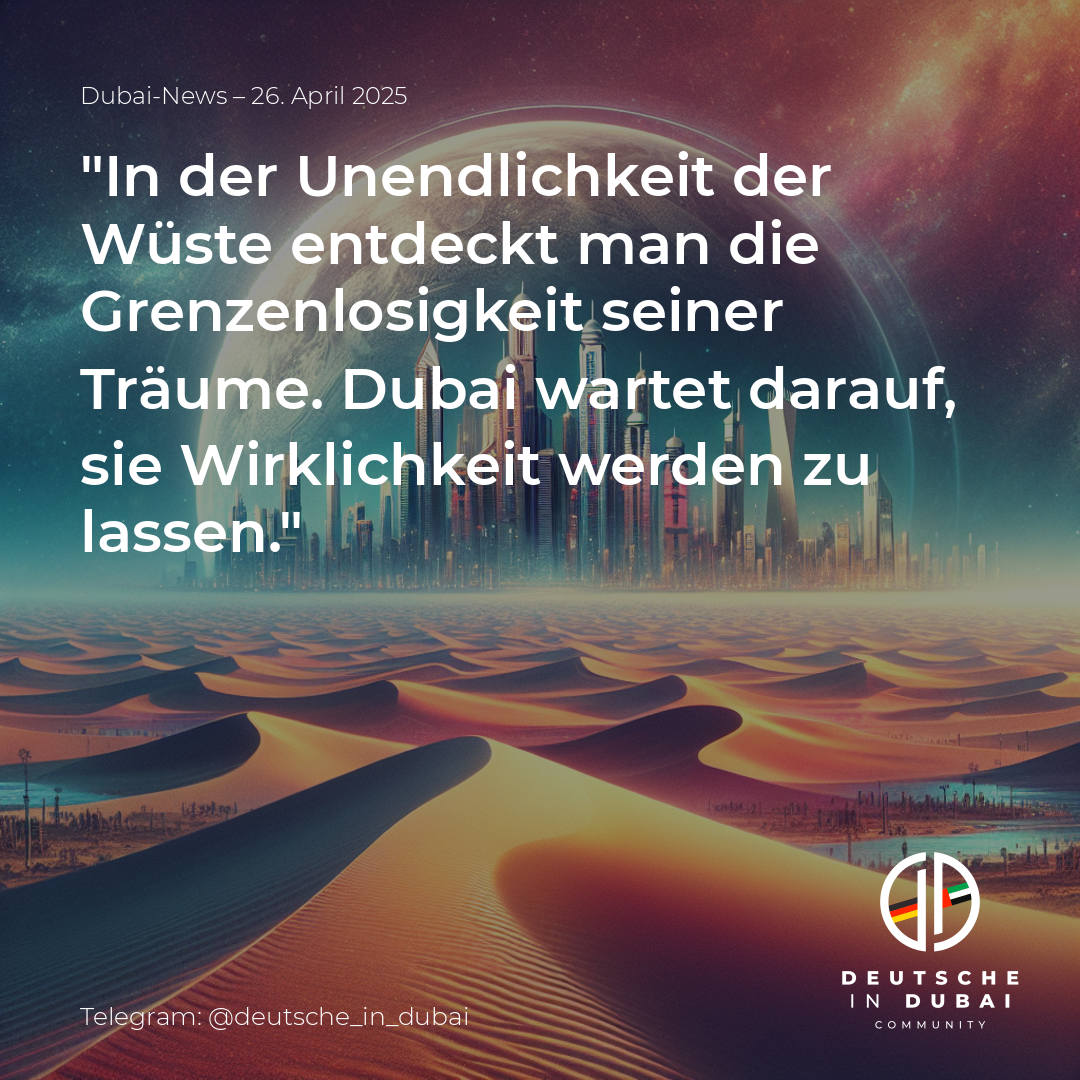 Dubai-News – 26. April 2025
"In der Unendlichkeit der
Wüste entdeckt man die
Grenzenlosigkeit seiner
Träume. Dubai wartet darauf,
sie Wirklichkeit werden zu
lassen."
Telegram: @deutsche_in_dubai
DEUTSCHE
IN DUBAI
COMMUNITY